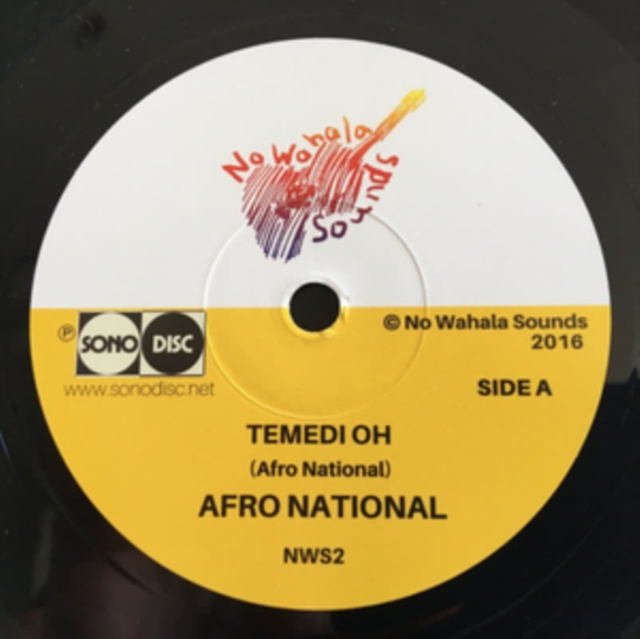 No Wahala
Sounds
© No Wahala Sounds
2016
℗ SONO DISC
www.sonodisc.net
SIDE A
TEMEDI OH
(Afro National)
AFRO NATIONAL
NWS2